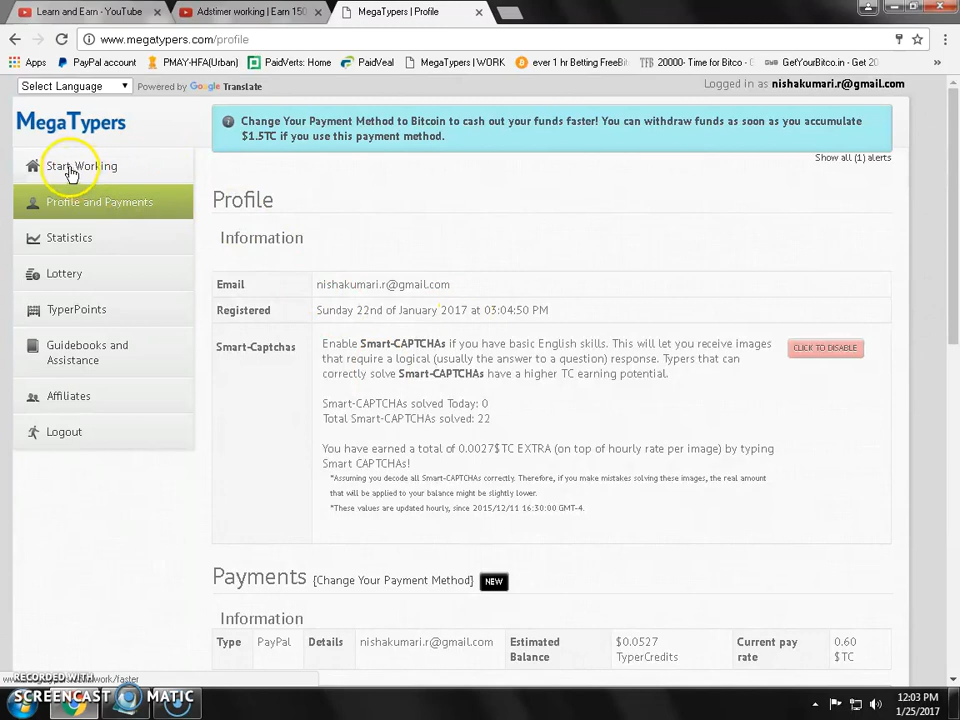 Learn and Earn - YouTube
Adstimer working | Earn 150
MegaTypers | Profile
www.megatypers.com/profile
Apps
PayPal account
PMAY-HFA(Urban)
PaidVerts: Home
PaidVeal
MegaTypers | WORK
ever 1 hr Betting FreeBit
20000- Time for Bitco
GetYourBitco.in - Get 20
Select Language
Powered by Google Translate
Logged in as nishakumari.r@gmail.com
MegaTypers
Change Your Payment Method to Bitcoin to cash out your funds faster! You can withdraw funds as soon as you accumulate
$1.5TC if you use this payment method.
Show all (1) alerts
Start Working
Profile and Payments
Statistics
Lottery
TyperPoints
Guidebooks and
Assistance
Affiliates
Logout
Profile
Information
Email
nishakumari.r@gmail.com
Registered
Sunday 22nd of January 2017 at 03:04:50 PM
Smart-Captchas
Enable Smart-CAPTCHAs if you have basic English skills. This will let you receive images
that require a logical (usually the answer to a question) response. Typers that can
correctly solve Smart-CAPTCHAs have a higher TC earning potential.
CLICK TO DISABLE
Smart-CAPTCHAs solved Today: 0
Total Smart-CAPTCHAs solved: 22
You have earned a total of 0.0027$TC EXTRA (on top of hourly rate per image) by typing
Smart CAPTCHAs!
*Assuming you decode all Smart-CAPTCHAs correctly. Therefore, if you make mistakes solving these images, the real amount
that will be applied to your balance might be slightly lower.
*These values are updated hourly, since 2015/12/11 16:30:00 GMT-4.
Payments [Change Your Payment Method] NEW
Information
Type
PayPal
Details
nishakumari.r@gmail.com
Estimated
Balance
$0.0527
TyperCredits
Current pay
rate
0.60
$TC
RECORDED WITH
SCREENCAST MATIC
12:03 PM
1/25/2017